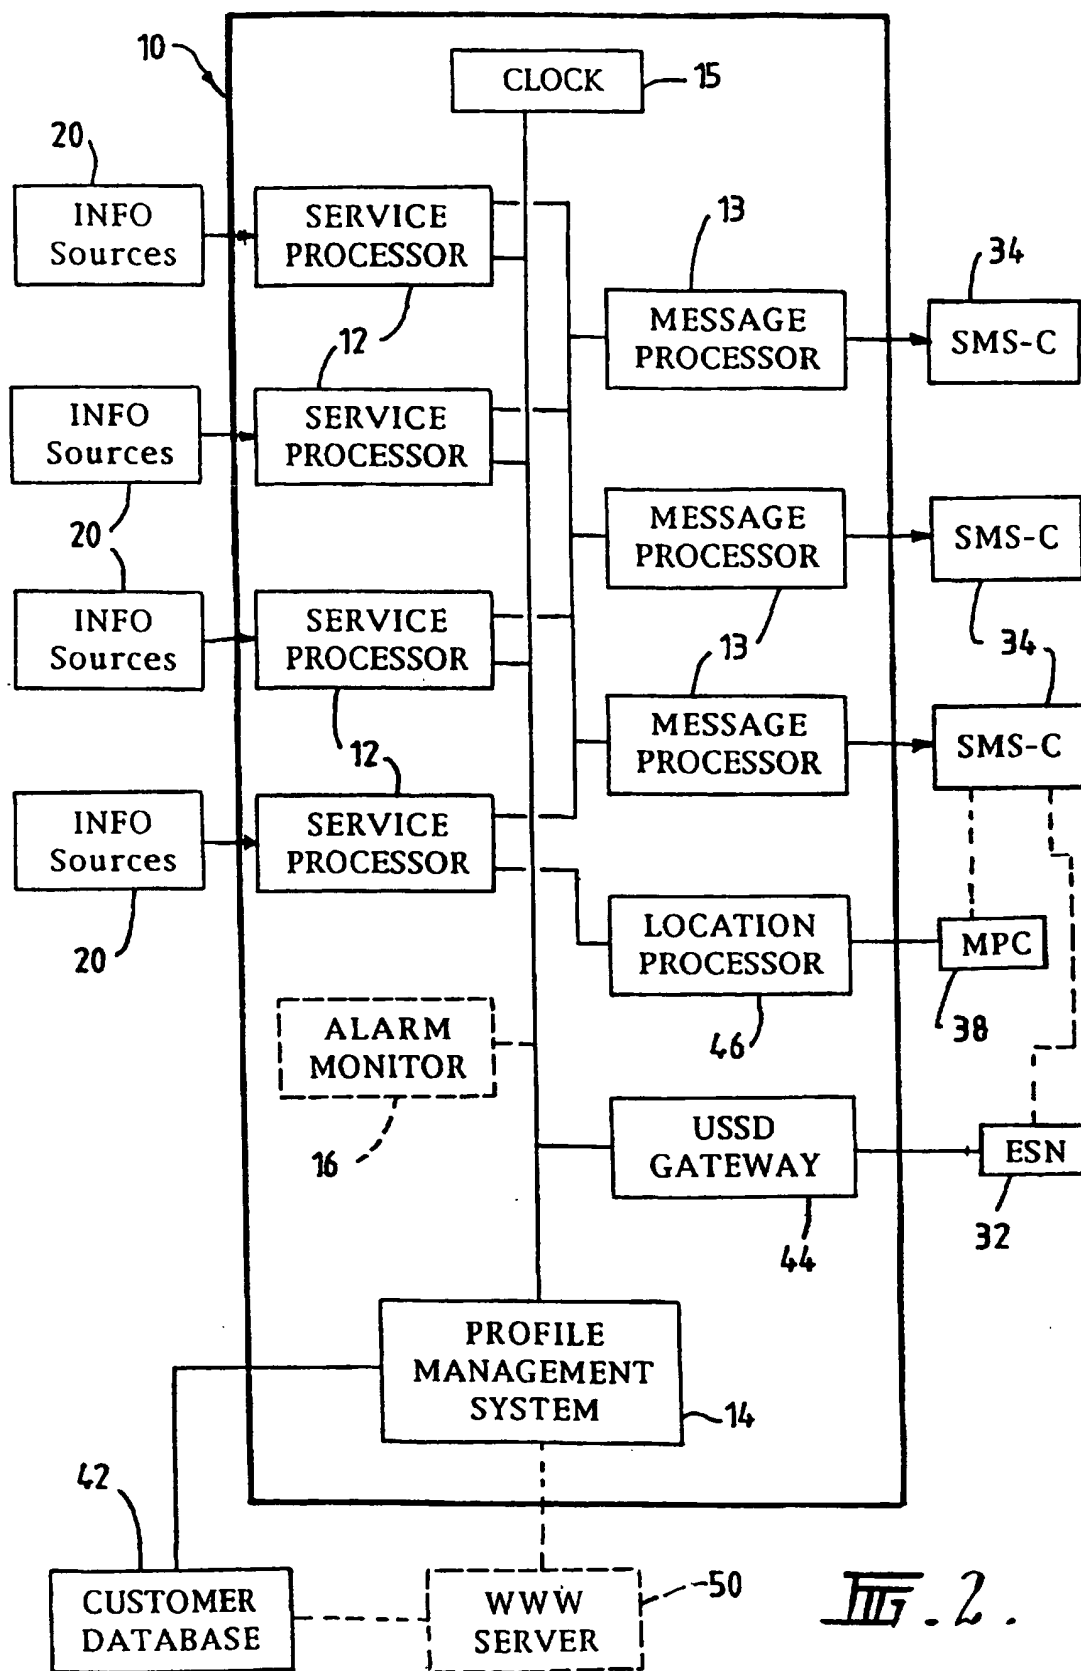 10
CLOCK
15
20
INFO
Sources
SERVICE
PROCESSOR
13
34
MESSAGE
PROCESSOR
SMS-C
12
INFO
Sources
SERVICE
PROCESSOR
20
MESSAGE
PROCESSOR
SMS-C
INFO
Sources
SERVICE
PROCESSOR
13
34
12
MESSAGE
PROCESSOR
SMS-C
INFO
Sources
SERVICE
PROCESSOR
20
LOCATION
PROCESSOR
MPC
46
38
ALARM
MONITOR
16
USSD
GATEWAY
ESN
44
32
PROFILE
MANAGEMENT
SYSTEM
14
42
CUSTOMER
DATABASE
WWW
SERVER
50
FIG. 2.